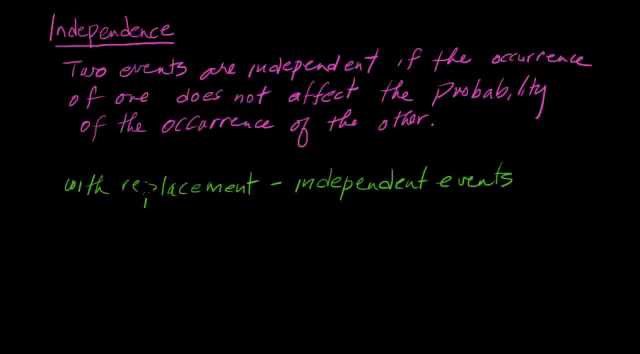 Independence
Two events are independent if the occurrence
of one does not affect the Probability
of the occurrence of the other.
with replacement - independent events